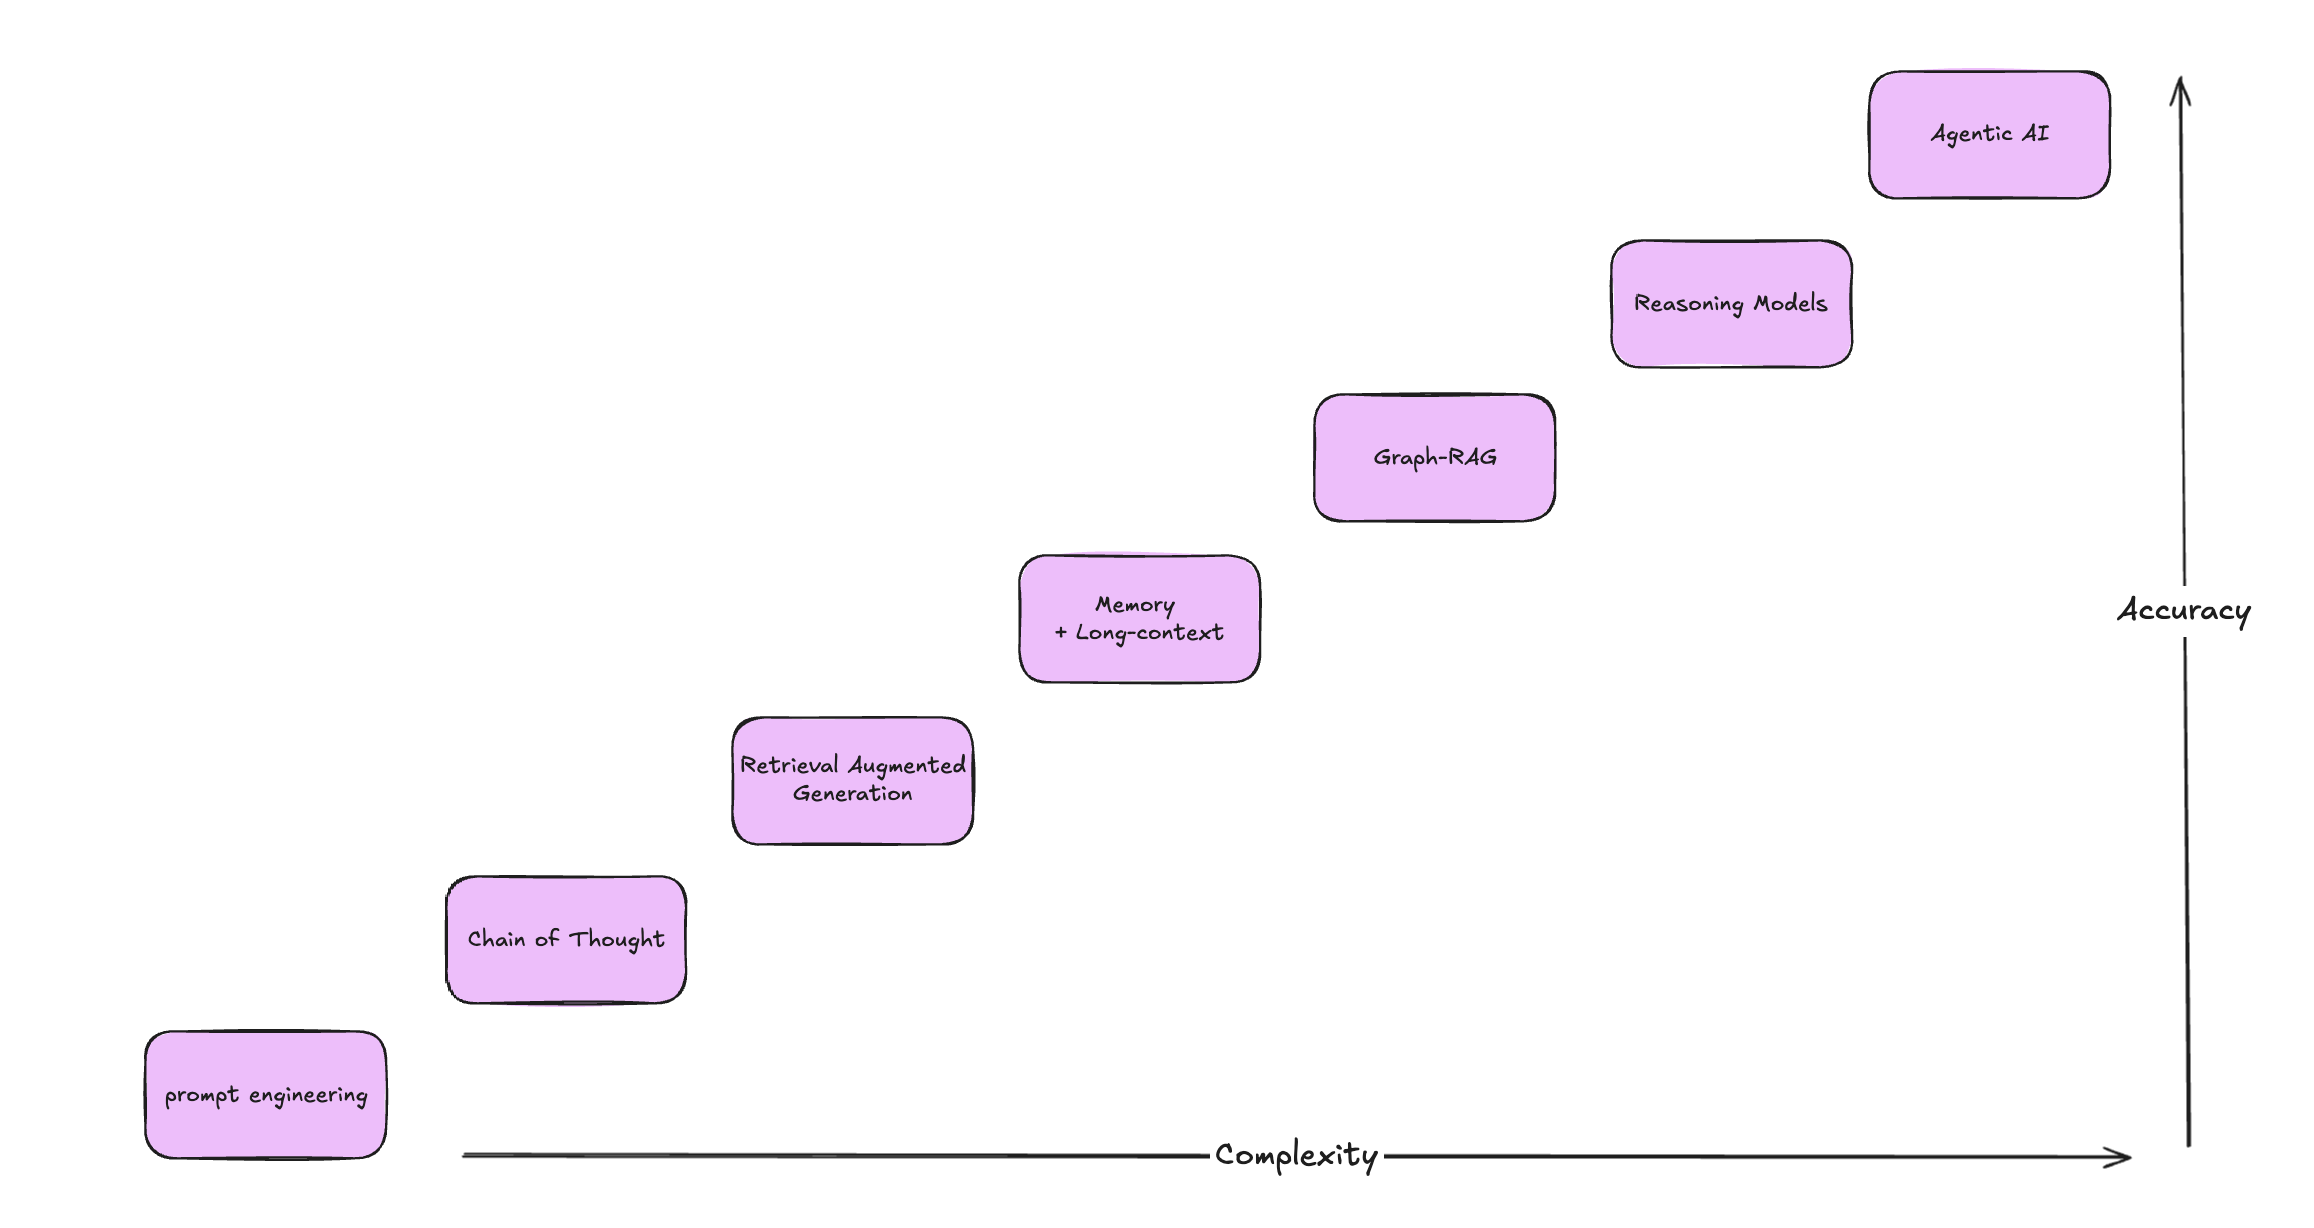 Agentic AI
Reasoning Models
Graph-RAG
Memory
+ Long-context
Accuracy
Retrieval Augmented
Generation
Chain of Thought
prompt engineering
Complexity